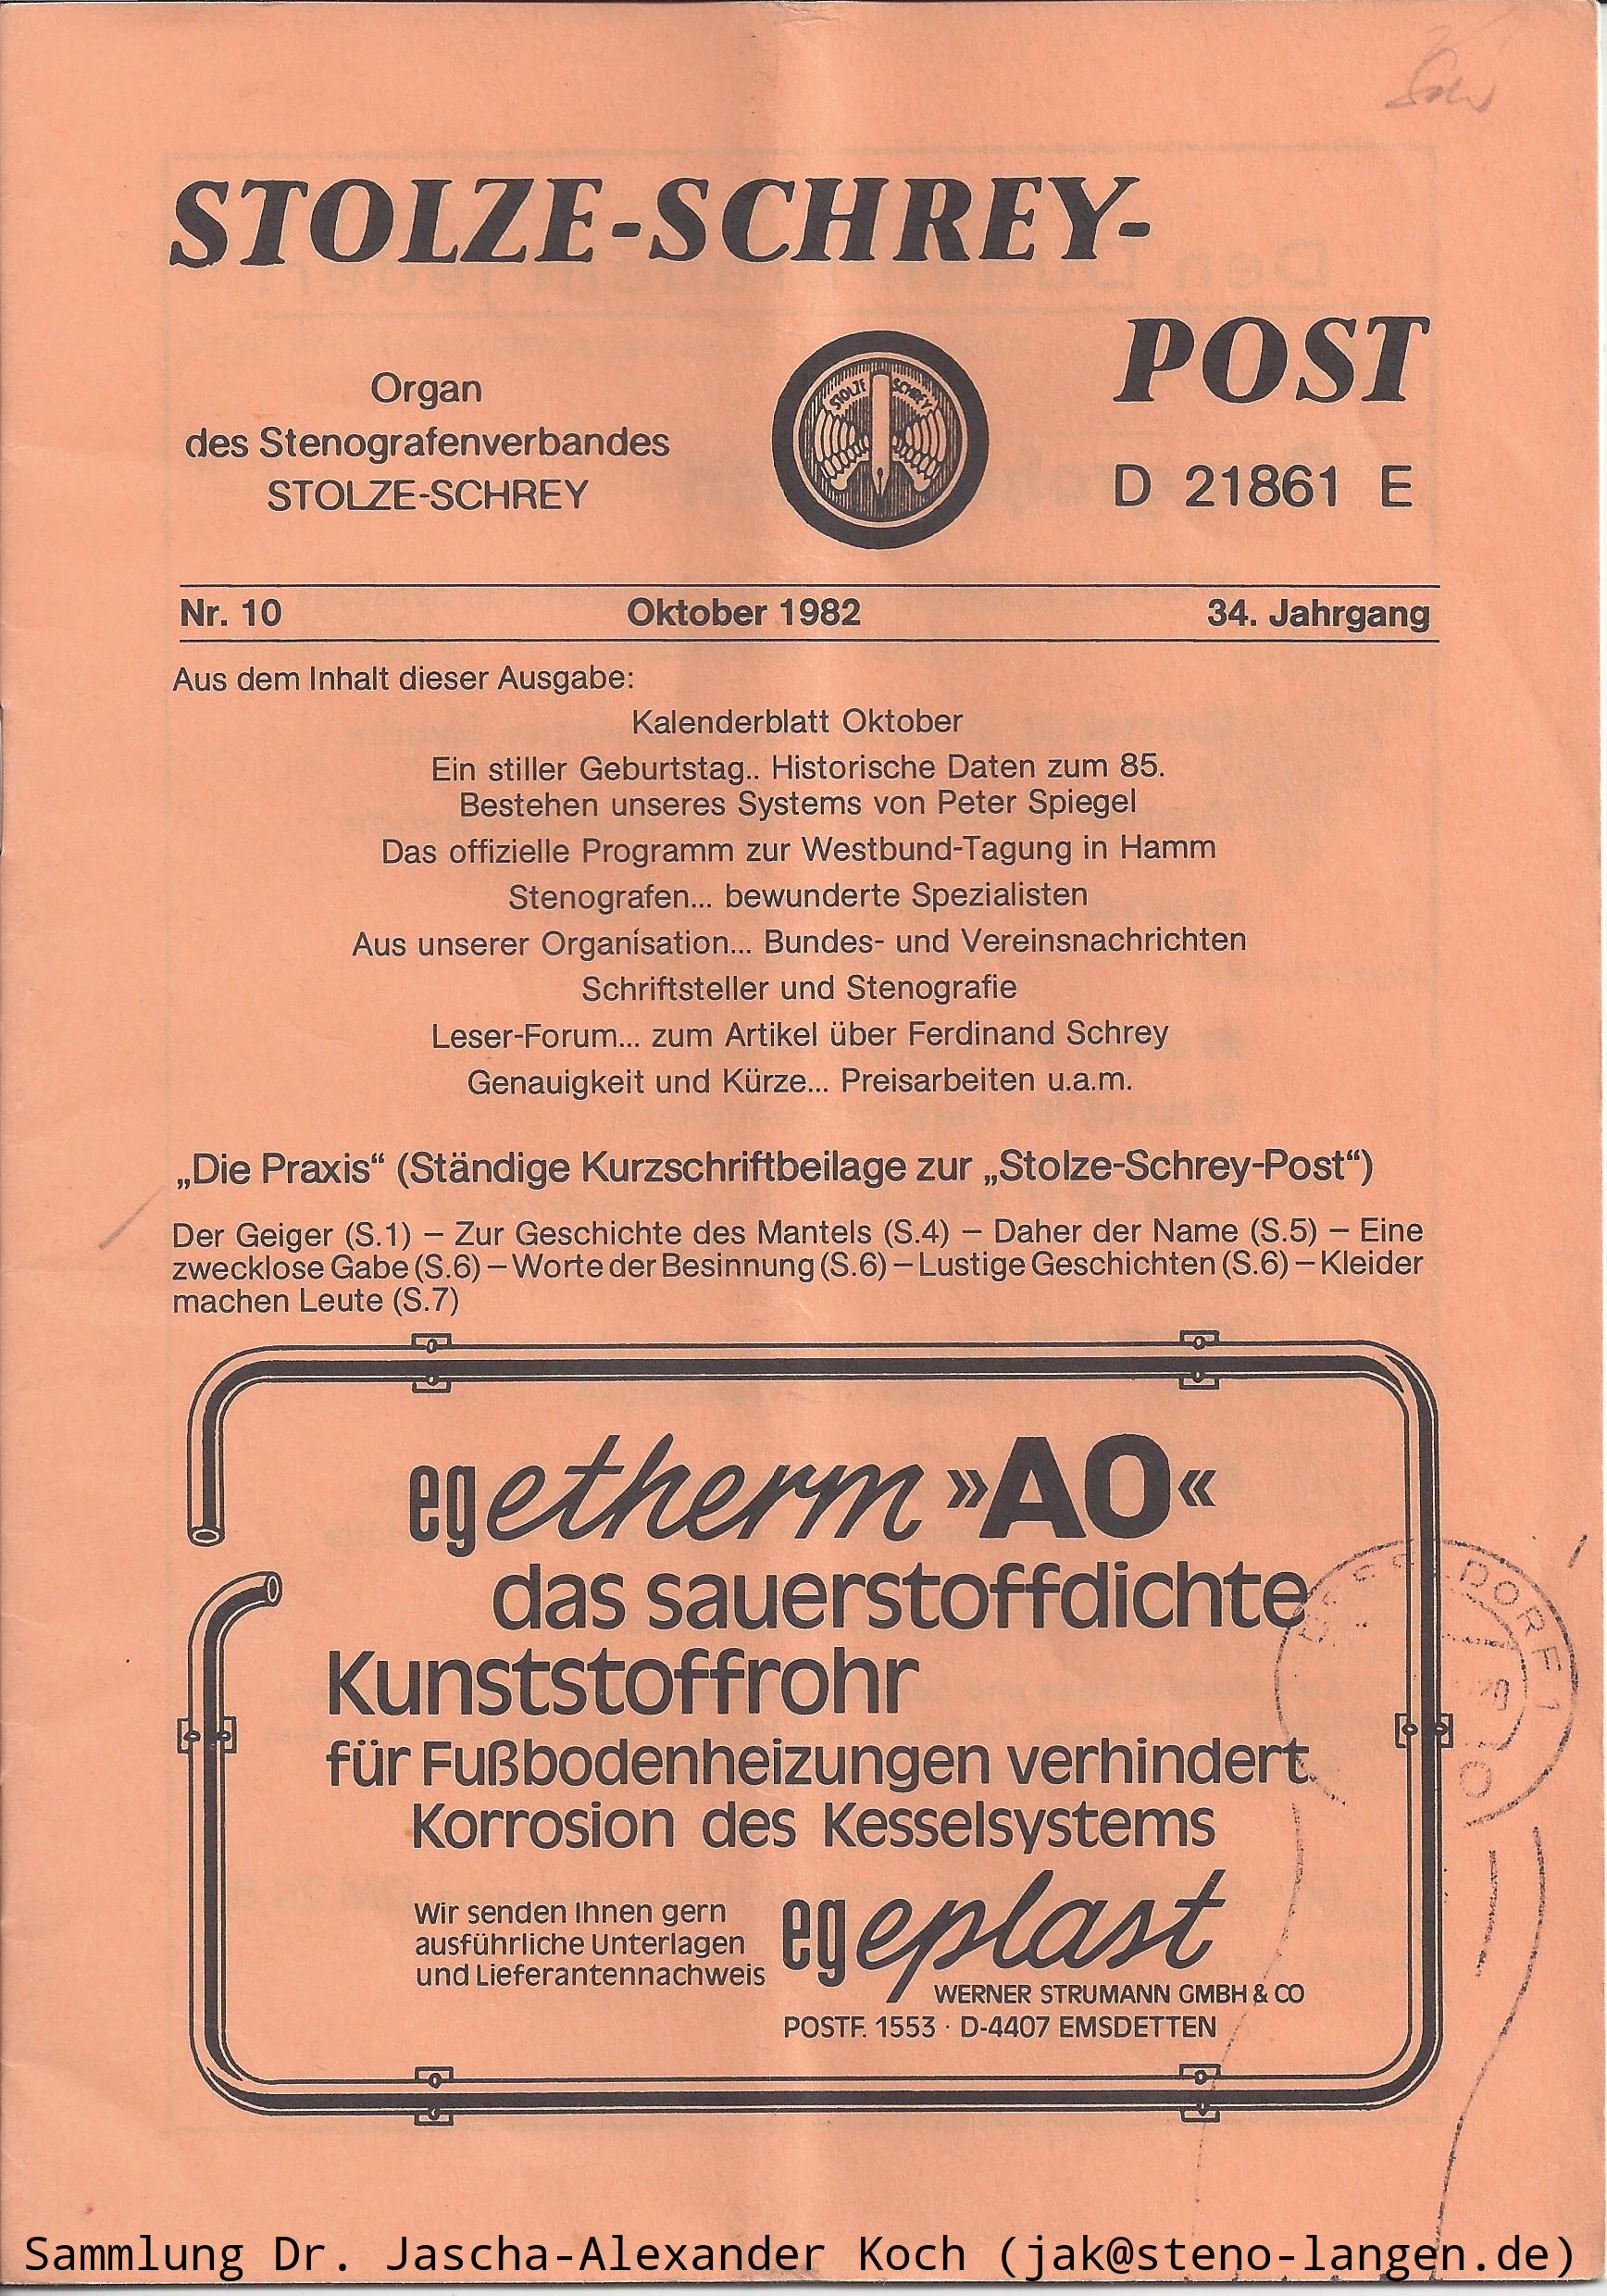 STOLZE-SCHREY-
POST
Organ
des Stenografenverbandes
STOLZE-SCHREY
STOLZE SCHREY
D 21861 E
Nr. 10 Oktober 1982 34. Jahrgang
Aus dem Inhalt dieser Ausgabe:
Kalenderblatt Oktober
Ein stiller Geburtstag.. Historische Daten zum 85.
Bestehen unseres Systems von Peter Spiegel
Das offizielle Programm zur Westbund-Tagung in Hamm
Stenografen... bewunderte Spezialisten
Aus unserer Organisation... Bundes- und Vereinsnachrichten
Schriftsteller und Stenografie
Leser-Forum... zum Artikel über Ferdinand Schrey
Genauigkeit und Kürze... Preisarbeiten u.a.m.
„Die Praxis“ (Ständige Kurzschriftbeilage zur „Stolze-Schrey-Post“)
Der Geiger (S.1) – Zur Geschichte des Mantels (S.4) – Daher der Name (S.5) – Eine
zwecklose Gabe (S.6) – Worte der Besinnung (S.6) – Lustige Geschichten (S.6) – Kleider
machen Leute (S.7)
egetherm »AO«
das sauerstoffdichte
Kunststoffrohr
für Fußbodenheizungen verhindert
Korrosion des Kesselsystems
Wir senden Ihnen gern
ausführliche Unterlagen
und Lieferantennachweis
egeplast
WERNER STRUMANN GMBH & CO
POSTF. 1553 · D-4407 EMSDETTEN
Sammlung Dr. Jascha-Alexander Koch (jak@steno-langen.de)